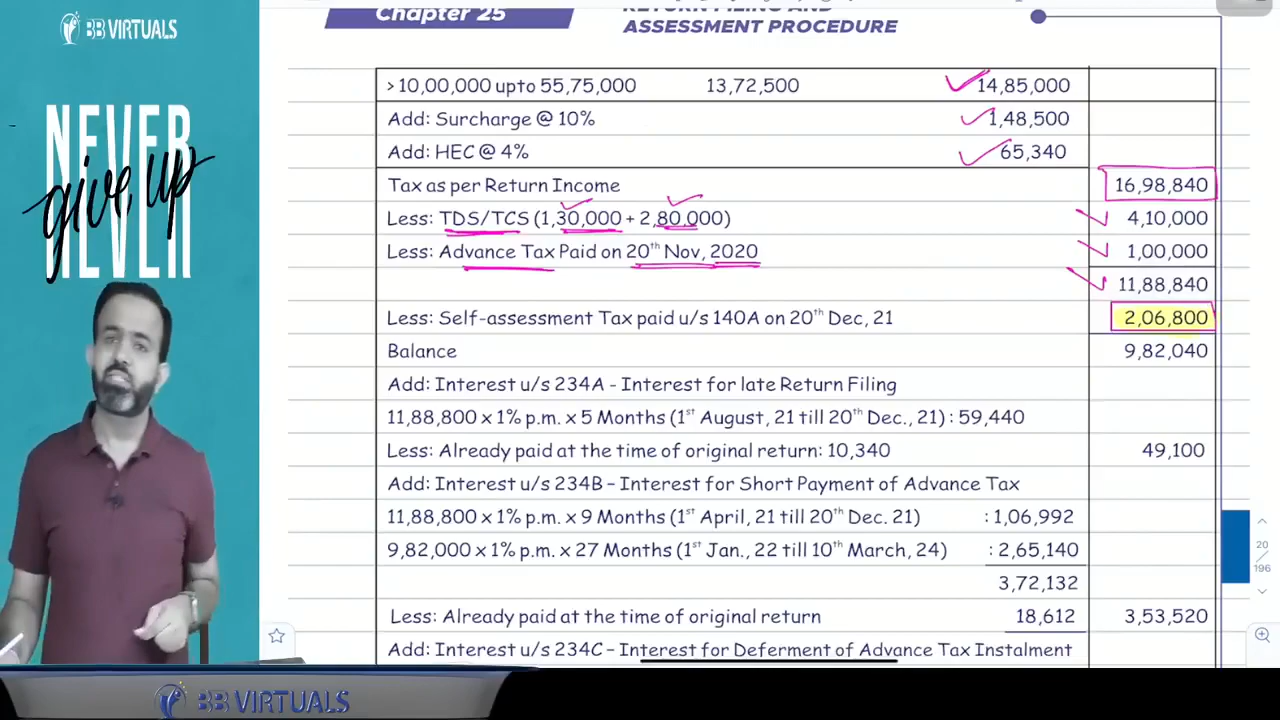 Chapter 25
RETURN FILING AND
ASSESSMENT PROCEDURE
BB VIRTUALS
NEVER
give up
NEVER
> 10,00,000 upto 55,75,000 13,72,500 14,85,000
Add: Surcharge @ 10% 1,48,500
Add: HEC @ 4% 65,340
Tax as per Return Income 16,98,840
Less: TDS/TCS (1,30,000 + 2,80,000) 4,10,000
Less: Advance Tax Paid on 20th Nov, 2020 1,00,000
11,88,840
Less: Self-assessment Tax paid u/s 140A on 20th Dec, 21 2,06,800
Balance 9,82,040
Add: Interest u/s 234A - Interest for late Return Filing
11,88,800 x 1% p.m. x 5 Months (1st August, 21 till 20th Dec., 21) : 59,440
Less: Already paid at the time of original return: 10,340 49,100
Add: Interest u/s 234B – Interest for Short Payment of Advance Tax
11,88,800 x 1% p.m. x 9 Months (1st April, 21 till 20th Dec. 21) : 1,06,992
9,82,000 x 1% p.m. x 27 Months (1st Jan., 22 till 10th March, 24) : 2,65,140
3,72,132
Less: Already paid at the time of original return 18,612 3,53,520
Add: Interest u/s 234C – Interest for Deferment of Advance Tax Instalment
20
196
BB VIRTUALS